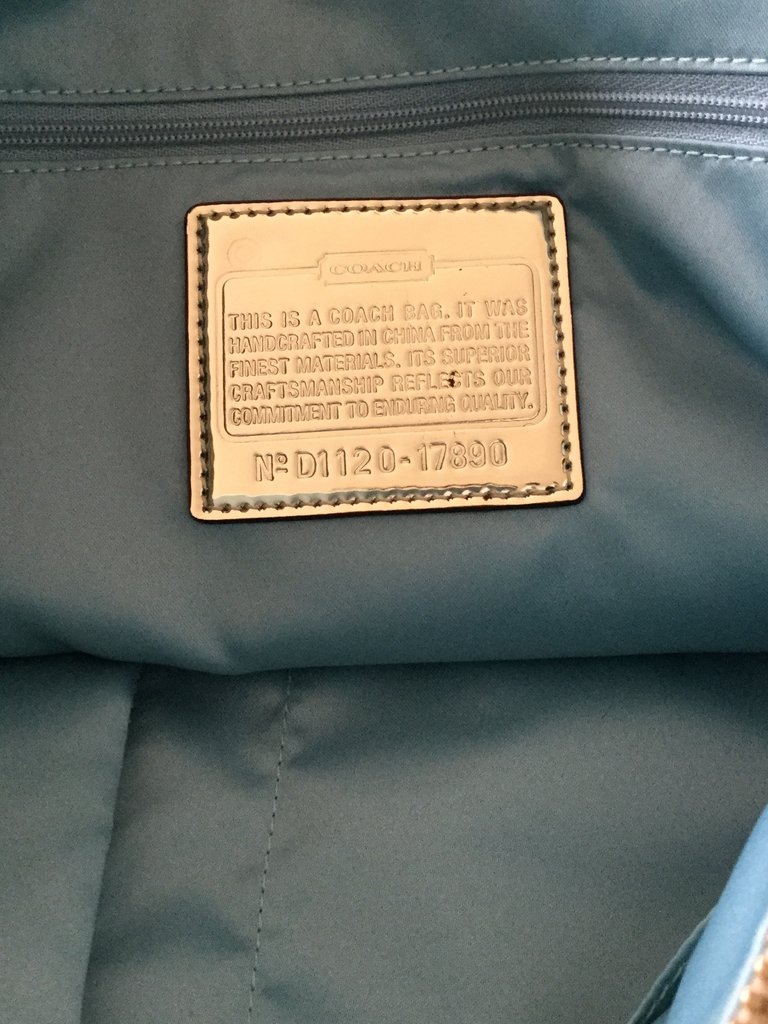 COACH
THIS IS A COACH BAG. IT WAS
HANDCRAFTED IN CHINA FROM THE
FINEST MATERIALS. ITS SUPERIOR
CRAFTSMANSHIP REFLECTS OUR
COMMITMENT TO ENDURING QUALITY.
Nº D1120-17890